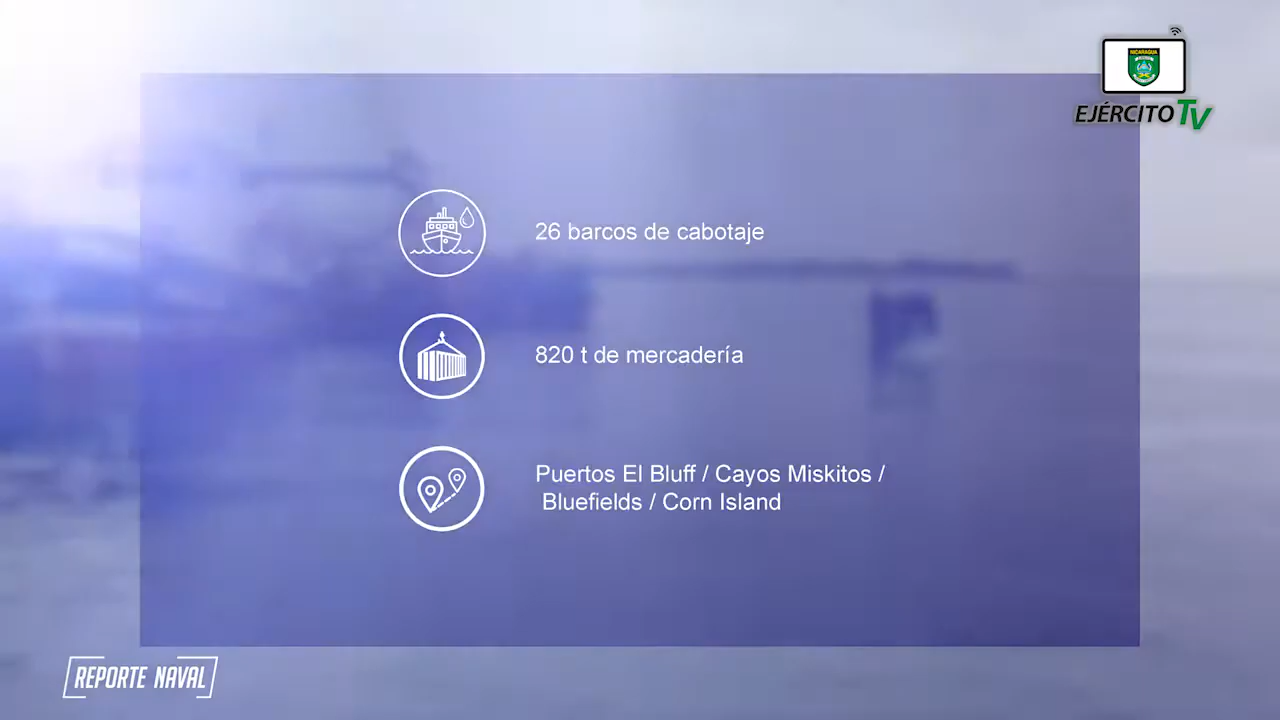 NICARAGUA
EJÉRCITO TV
26 barcos de cabotaje
820 t de mercadería
Puertos El Bluff / Cayos Miskitos /
Bluefields / Corn Island
REPORTE NAVAL